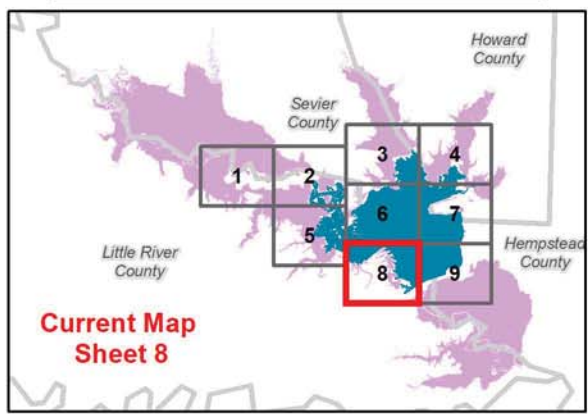 Howard
County
Sevier
County
3
4
1
2
6
7
5
Little River
County
8
9
Hempstead
County
Current Map
Sheet 8